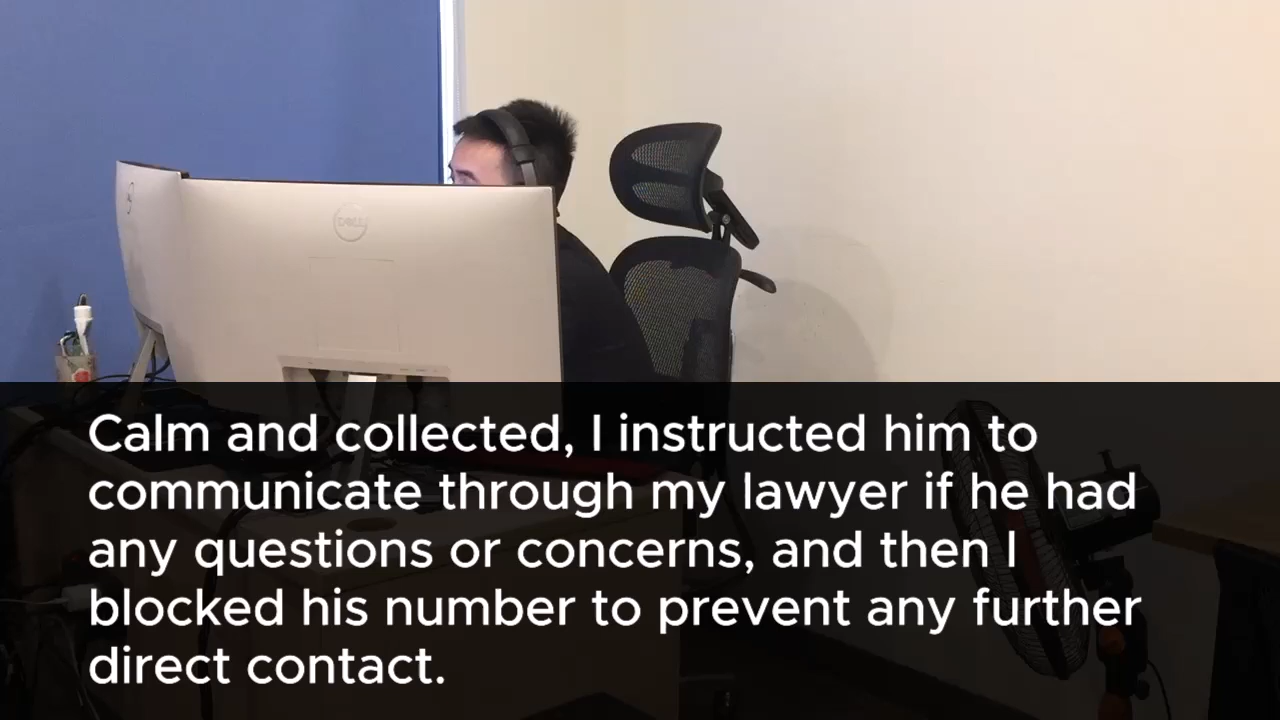 DELL
Calm and collected, I instructed him to
communicate through my lawyer if he had
any questions or concerns, and then I
blocked his number to prevent any further
direct contact.